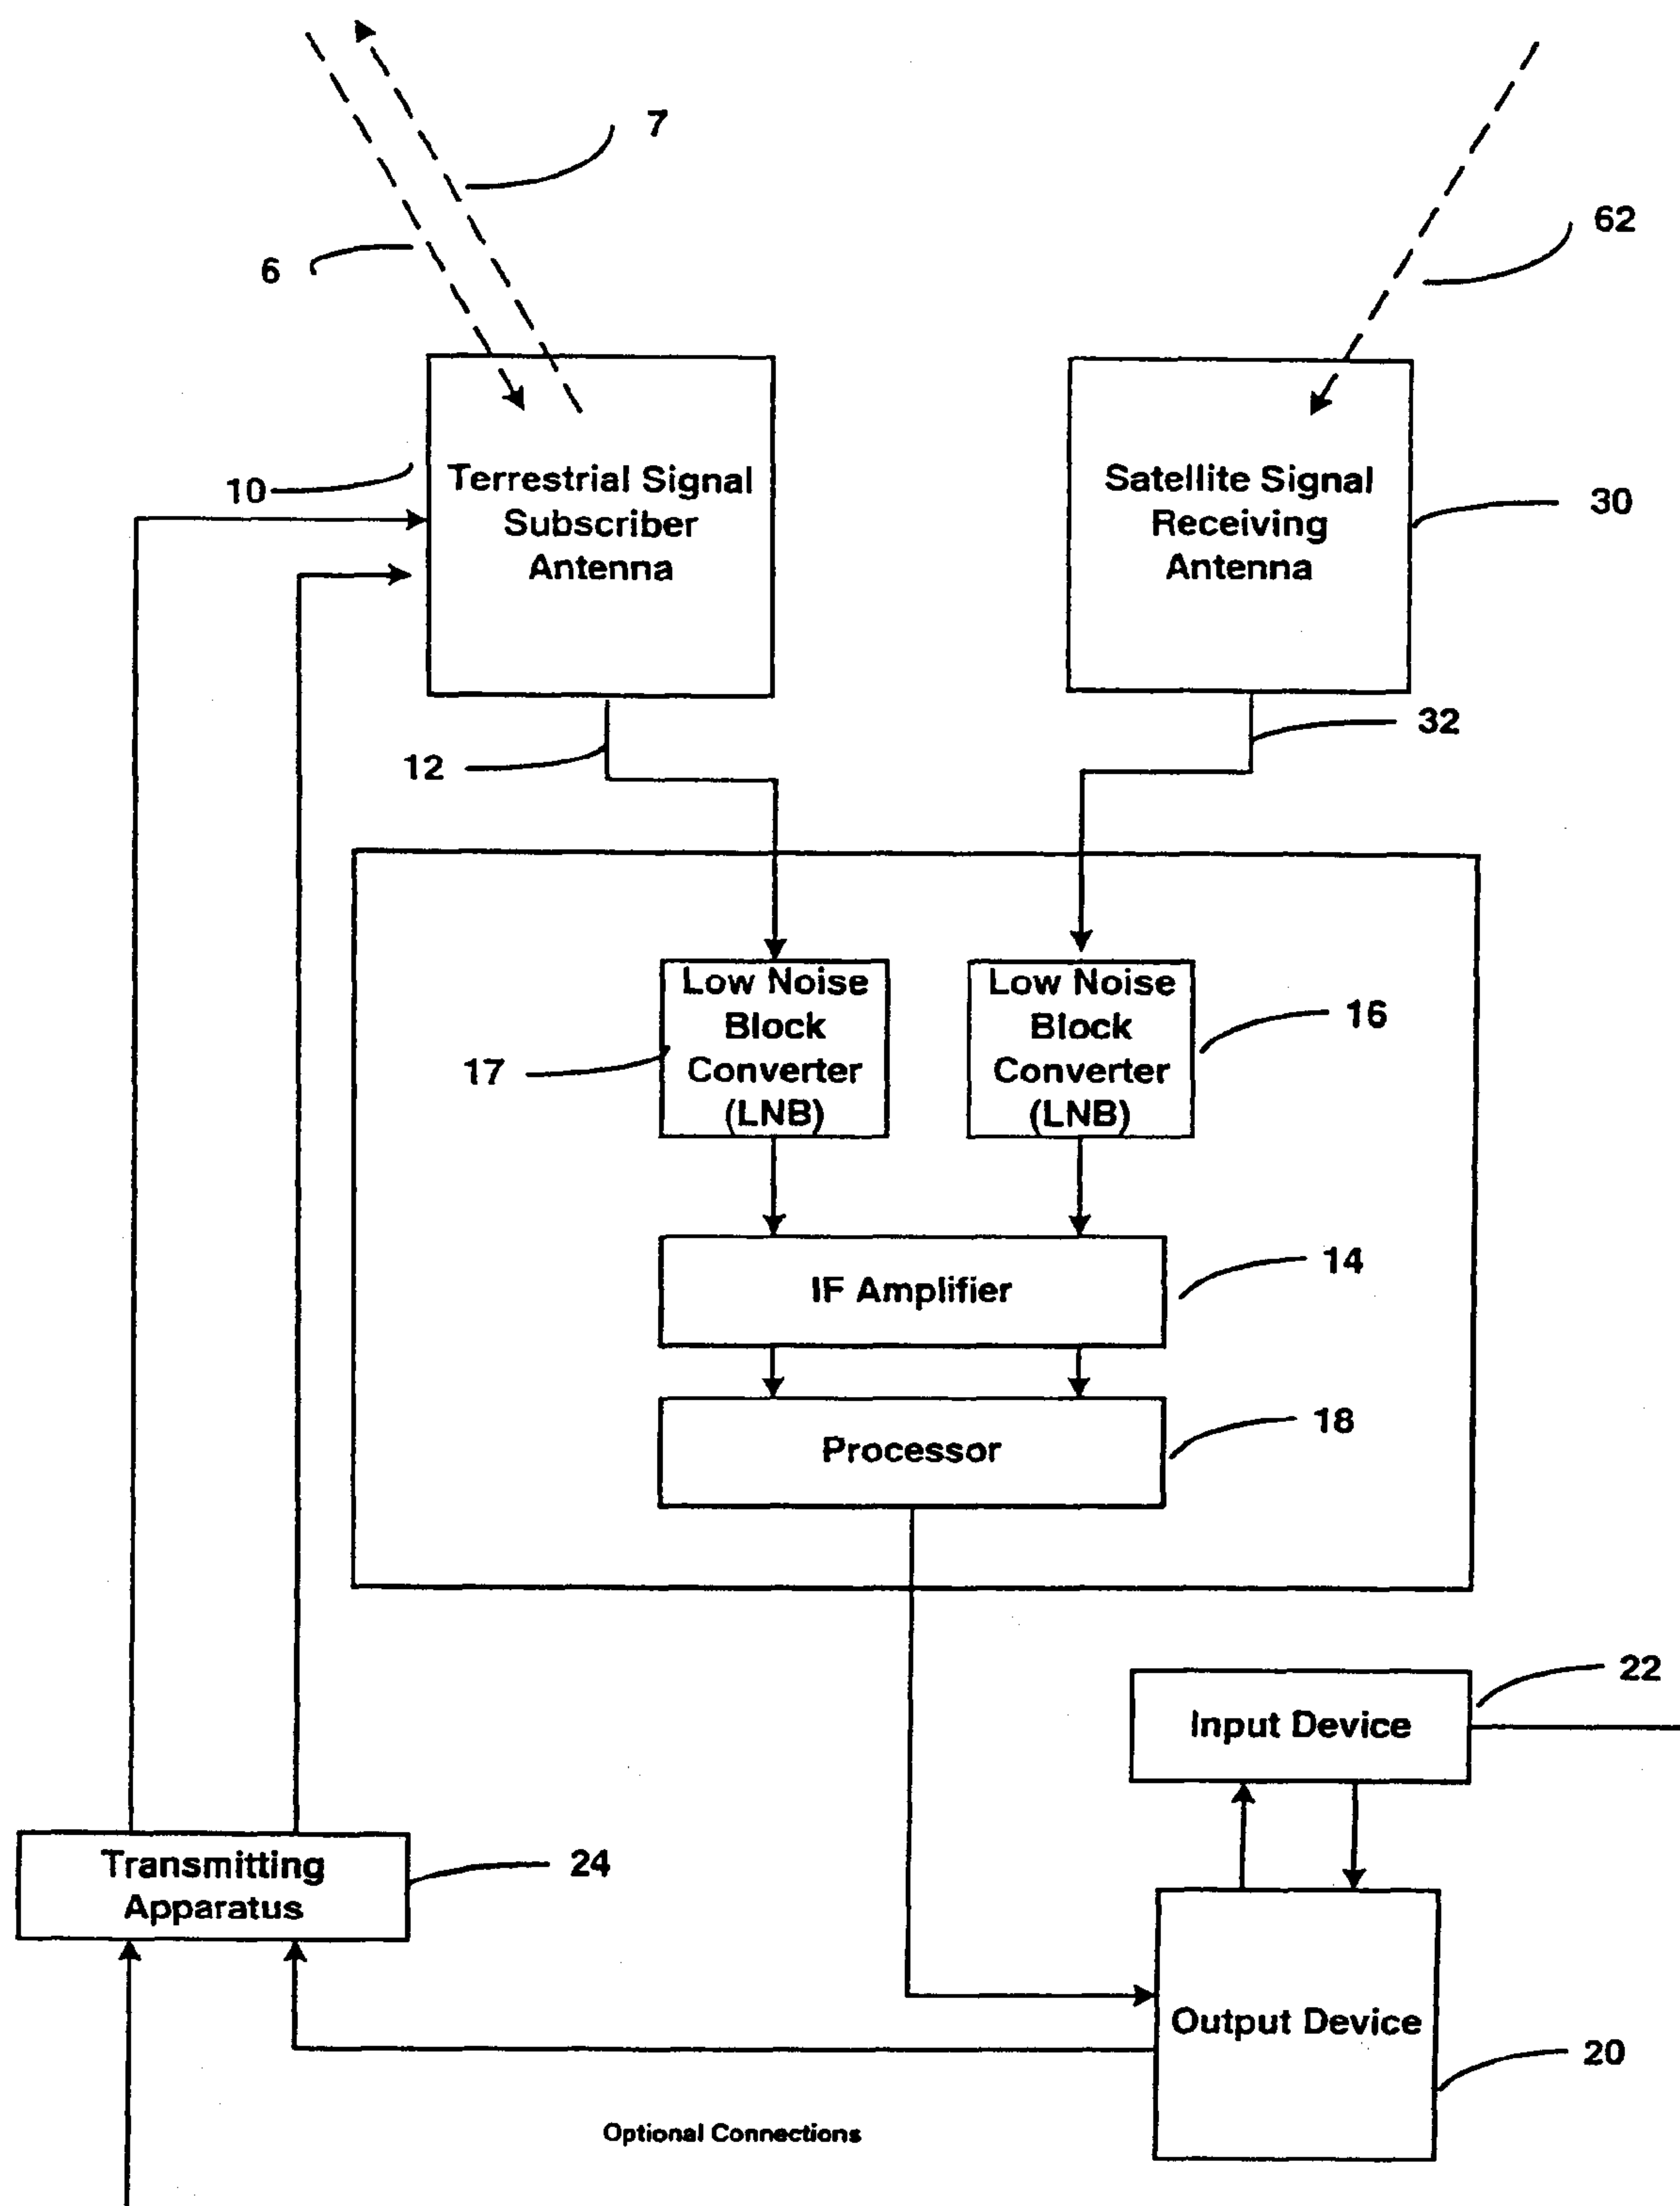 7
62
6
10
Terrestrial Signal
Subscriber
Antenna
Satellite Signal
Receiving
Antenna
30
12
32
Low Noise
Block
Converter
(LNB)
17
Low Noise
Block
Converter
(LNB)
16
IF Amplifier
14
Processor
18
Input Device
22
Transmitting
Apparatus
24
Output Device
20
Optional Connections